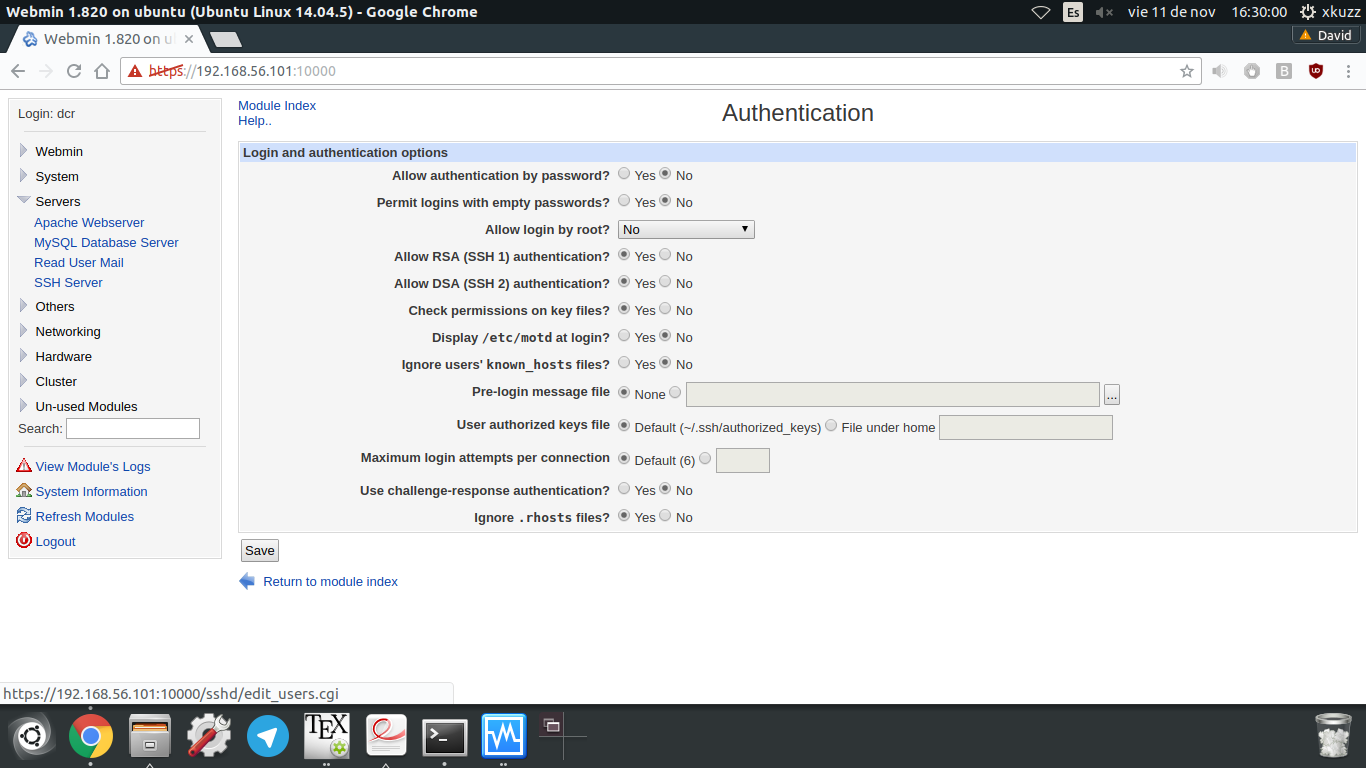 Webmin 1.820 on ubuntu (Ubuntu Linux 14.04.5) - Google Chrome
Es
vie 11 de nov
16:30:00
xkuzz
Webmin 1.820 on u
David
https://192.168.56.101:10000
B
Login: dcr
Webmin
System
Servers
Apache Webserver
MySQL Database Server
Read User Mail
SSH Server
Others
Networking
Hardware
Cluster
Un-used Modules
Search:
View Module's Logs
System Information
Refresh Modules
Logout
Module Index
Help..
Authentication
Login and authentication options
Allow authentication by password? Yes No
Permit logins with empty passwords? Yes No
Allow login by root? No
Allow RSA (SSH 1) authentication? Yes No
Allow DSA (SSH 2) authentication? Yes No
Check permissions on key files? Yes No
Display /etc/motd at login? Yes No
Ignore users' known_hosts files? Yes No
Pre-login message file None ...
User authorized keys file Default (~/.ssh/authorized_keys) File under home
Maximum login attempts per connection Default (6)
Use challenge-response authentication? Yes No
Ignore .rhosts files? Yes No
Save
Return to module index
https://192.168.56.101:10000/sshd/edit_users.cgi
TEX